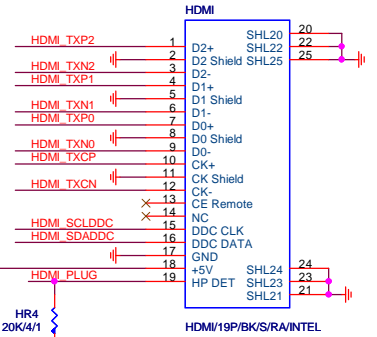 HDMI
HDMI_TXP2 1 D2+ SHL20 20
2 D2 Shield SHL22 22
HDMI_TXN2 3 D2- SHL25 25
HDMI_TXP1 4 D1+
5 D1 Shield
HDMI_TXN1 6 D1-
HDMI_TXP0 7 D0+
8 D0 Shield
HDMI_TXN0 9 D0-
HDMI_TXCP 10 CK+
11 CK Shield
HDMI_TXCN 12 CK-
13 CE Remote
14 NC
HDMI_SCLDDC 15 DDC CLK
HDMI_SDADDC 16 DDC DATA
17 GND
18 +5V SHL24 24
HDMI_PLUG 19 HP DET SHL23 23
SHL21 21
HR4
20K/4/1
HDMI/19P/BK/S/RA/INTEL